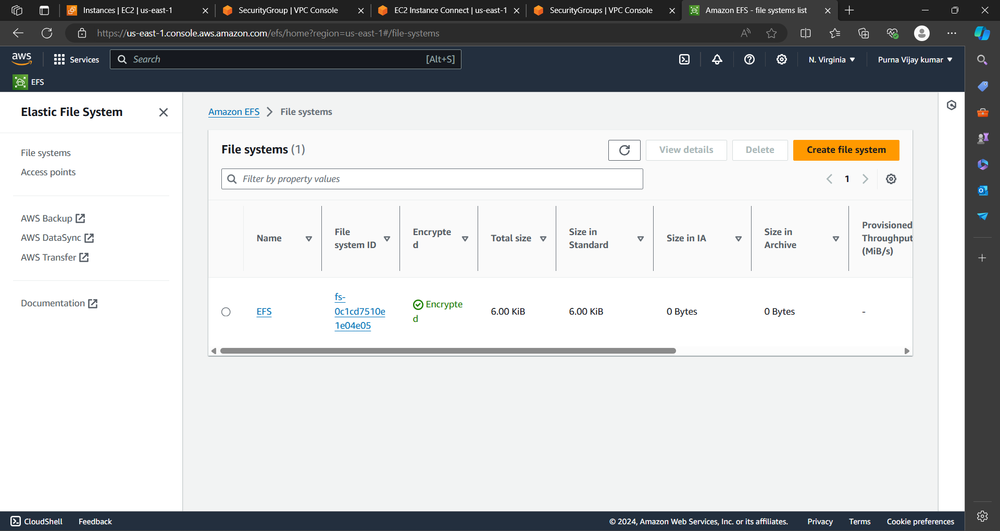 Instances | EC2 | us-east-1
SecurityGroup | VPC Console
EC2 Instance Connect | us-east-1
SecurityGroups | VPC Console
Amazon EFS - file systems list
https://us-east-1.console.aws.amazon.com/efs/home?region=us-east-1#/file-systems
aws
Services
Search
[Alt+S]
N. Virginia
Purna Vijay kumar
EFS
Elastic File System
File systems
Access points
AWS Backup
AWS DataSync
AWS Transfer
Documentation
Amazon EFS
File systems
File systems (1)
View details
Delete
Create file system
Filter by property values
1
Name
File
system ID
Encrypte
d
Total size
Size in
Standard
Size in IA
Size in
Archive
Provisioned
Throughput
(MiB/s)
EFS
fs-
0c1cd7510e
1e04e05
Encrypte
d
6.00 KiB
6.00 KiB
0 Bytes
0 Bytes
-
CloudShell
Feedback
© 2024, Amazon Web Services, Inc. or its affiliates.
Privacy
Terms
Cookie preferences